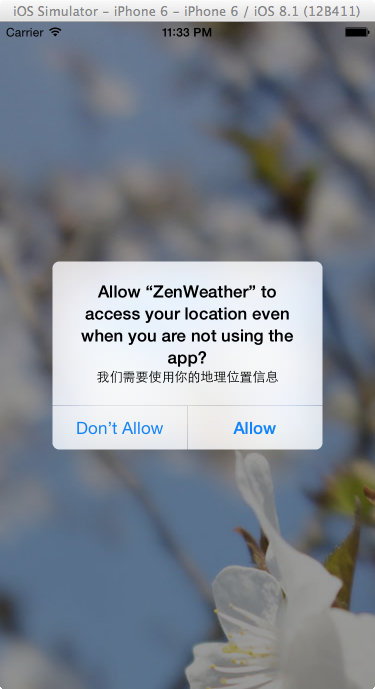 iOS Simulator – iPhone 6 – iPhone 6 / iOS 8.1 (12B411)
Carrier 11:33 PM
Allow “ZenWeather” to
access your location even
when you are not using the
app?
我们需要使用你的地理位置信息
Don’t Allow Allow